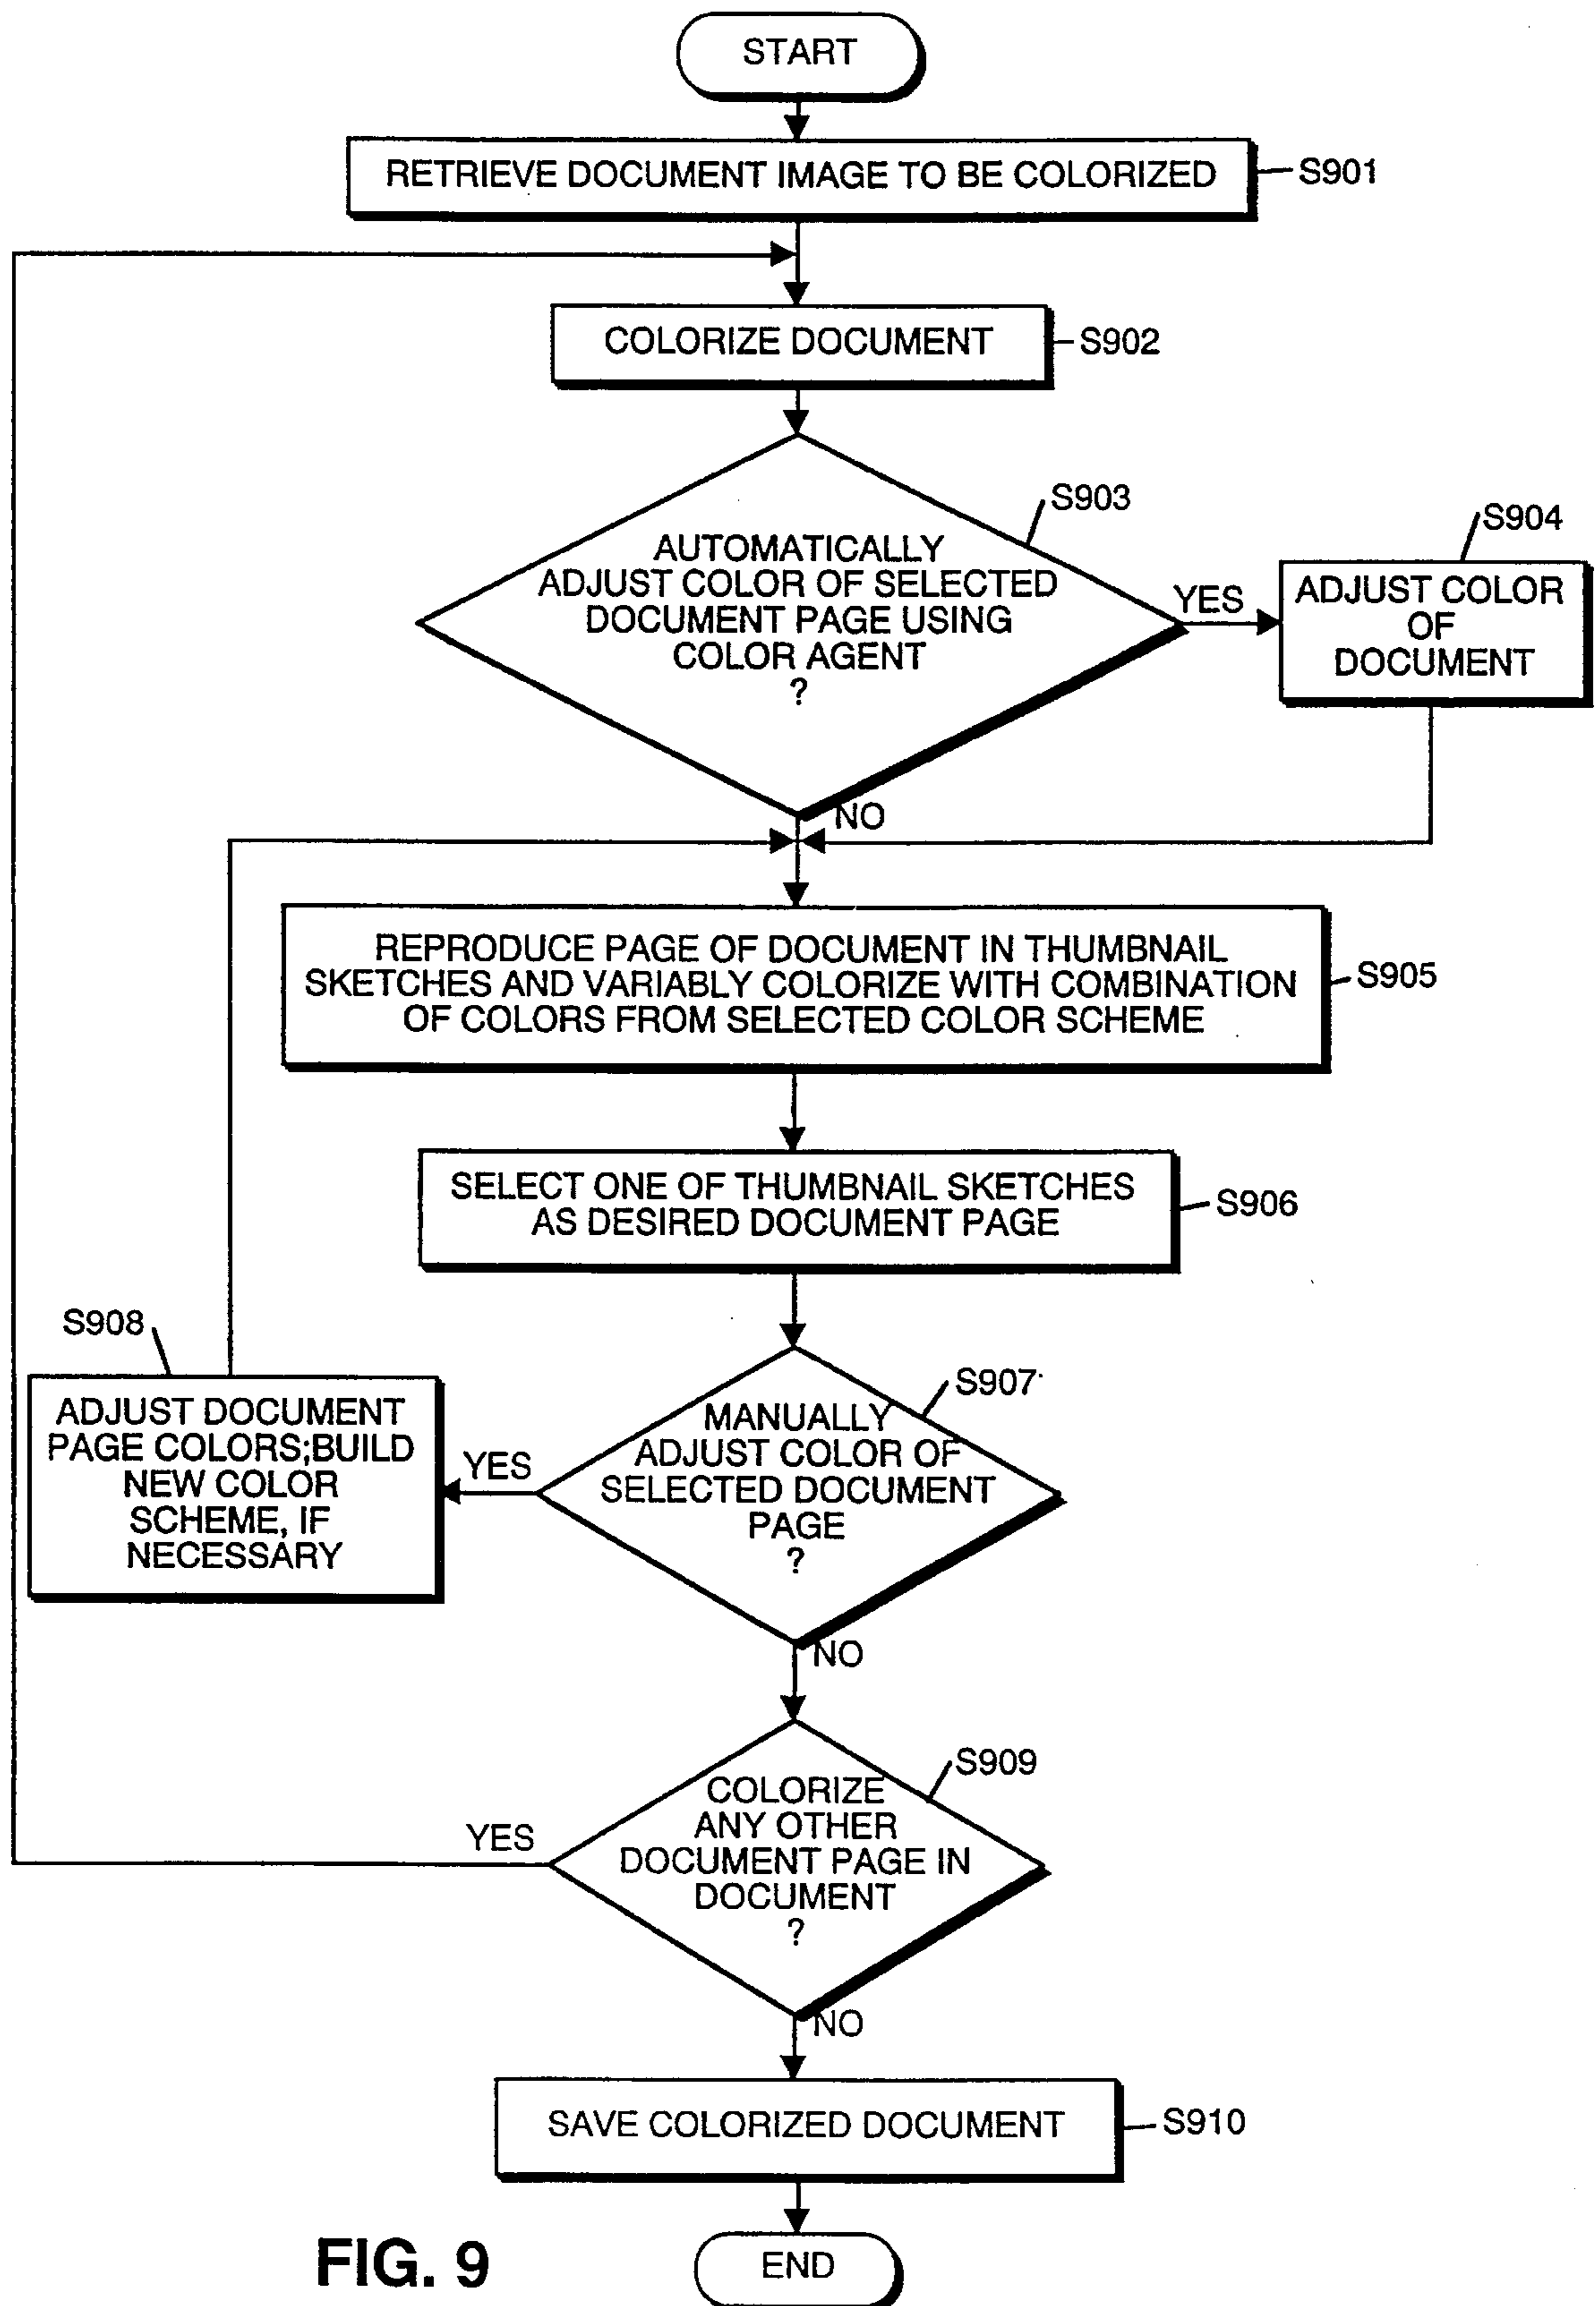 START
RETRIEVE DOCUMENT IMAGE TO BE COLORIZED
S901
COLORIZE DOCUMENT
S902
S903
AUTOMATICALLY
ADJUST COLOR OF SELECTED
DOCUMENT PAGE USING
COLOR AGENT
?
YES
S904
ADJUST COLOR
OF
DOCUMENT
NO
REPRODUCE PAGE OF DOCUMENT IN THUMBNAIL
SKETCHES AND VARIABLY COLORIZE WITH COMBINATION
OF COLORS FROM SELECTED COLOR SCHEME
S905
SELECT ONE OF THUMBNAIL SKETCHES
AS DESIRED DOCUMENT PAGE
S906
S907
MANUALLY
ADJUST COLOR OF
SELECTED DOCUMENT
PAGE
?
YES
S908
ADJUST DOCUMENT
PAGE COLORS;BUILD
NEW COLOR
SCHEME, IF
NECESSARY
NO
S909
COLORIZE
ANY OTHER
DOCUMENT PAGE IN
DOCUMENT
?
YES
NO
SAVE COLORIZED DOCUMENT
S910
END
FIG. 9